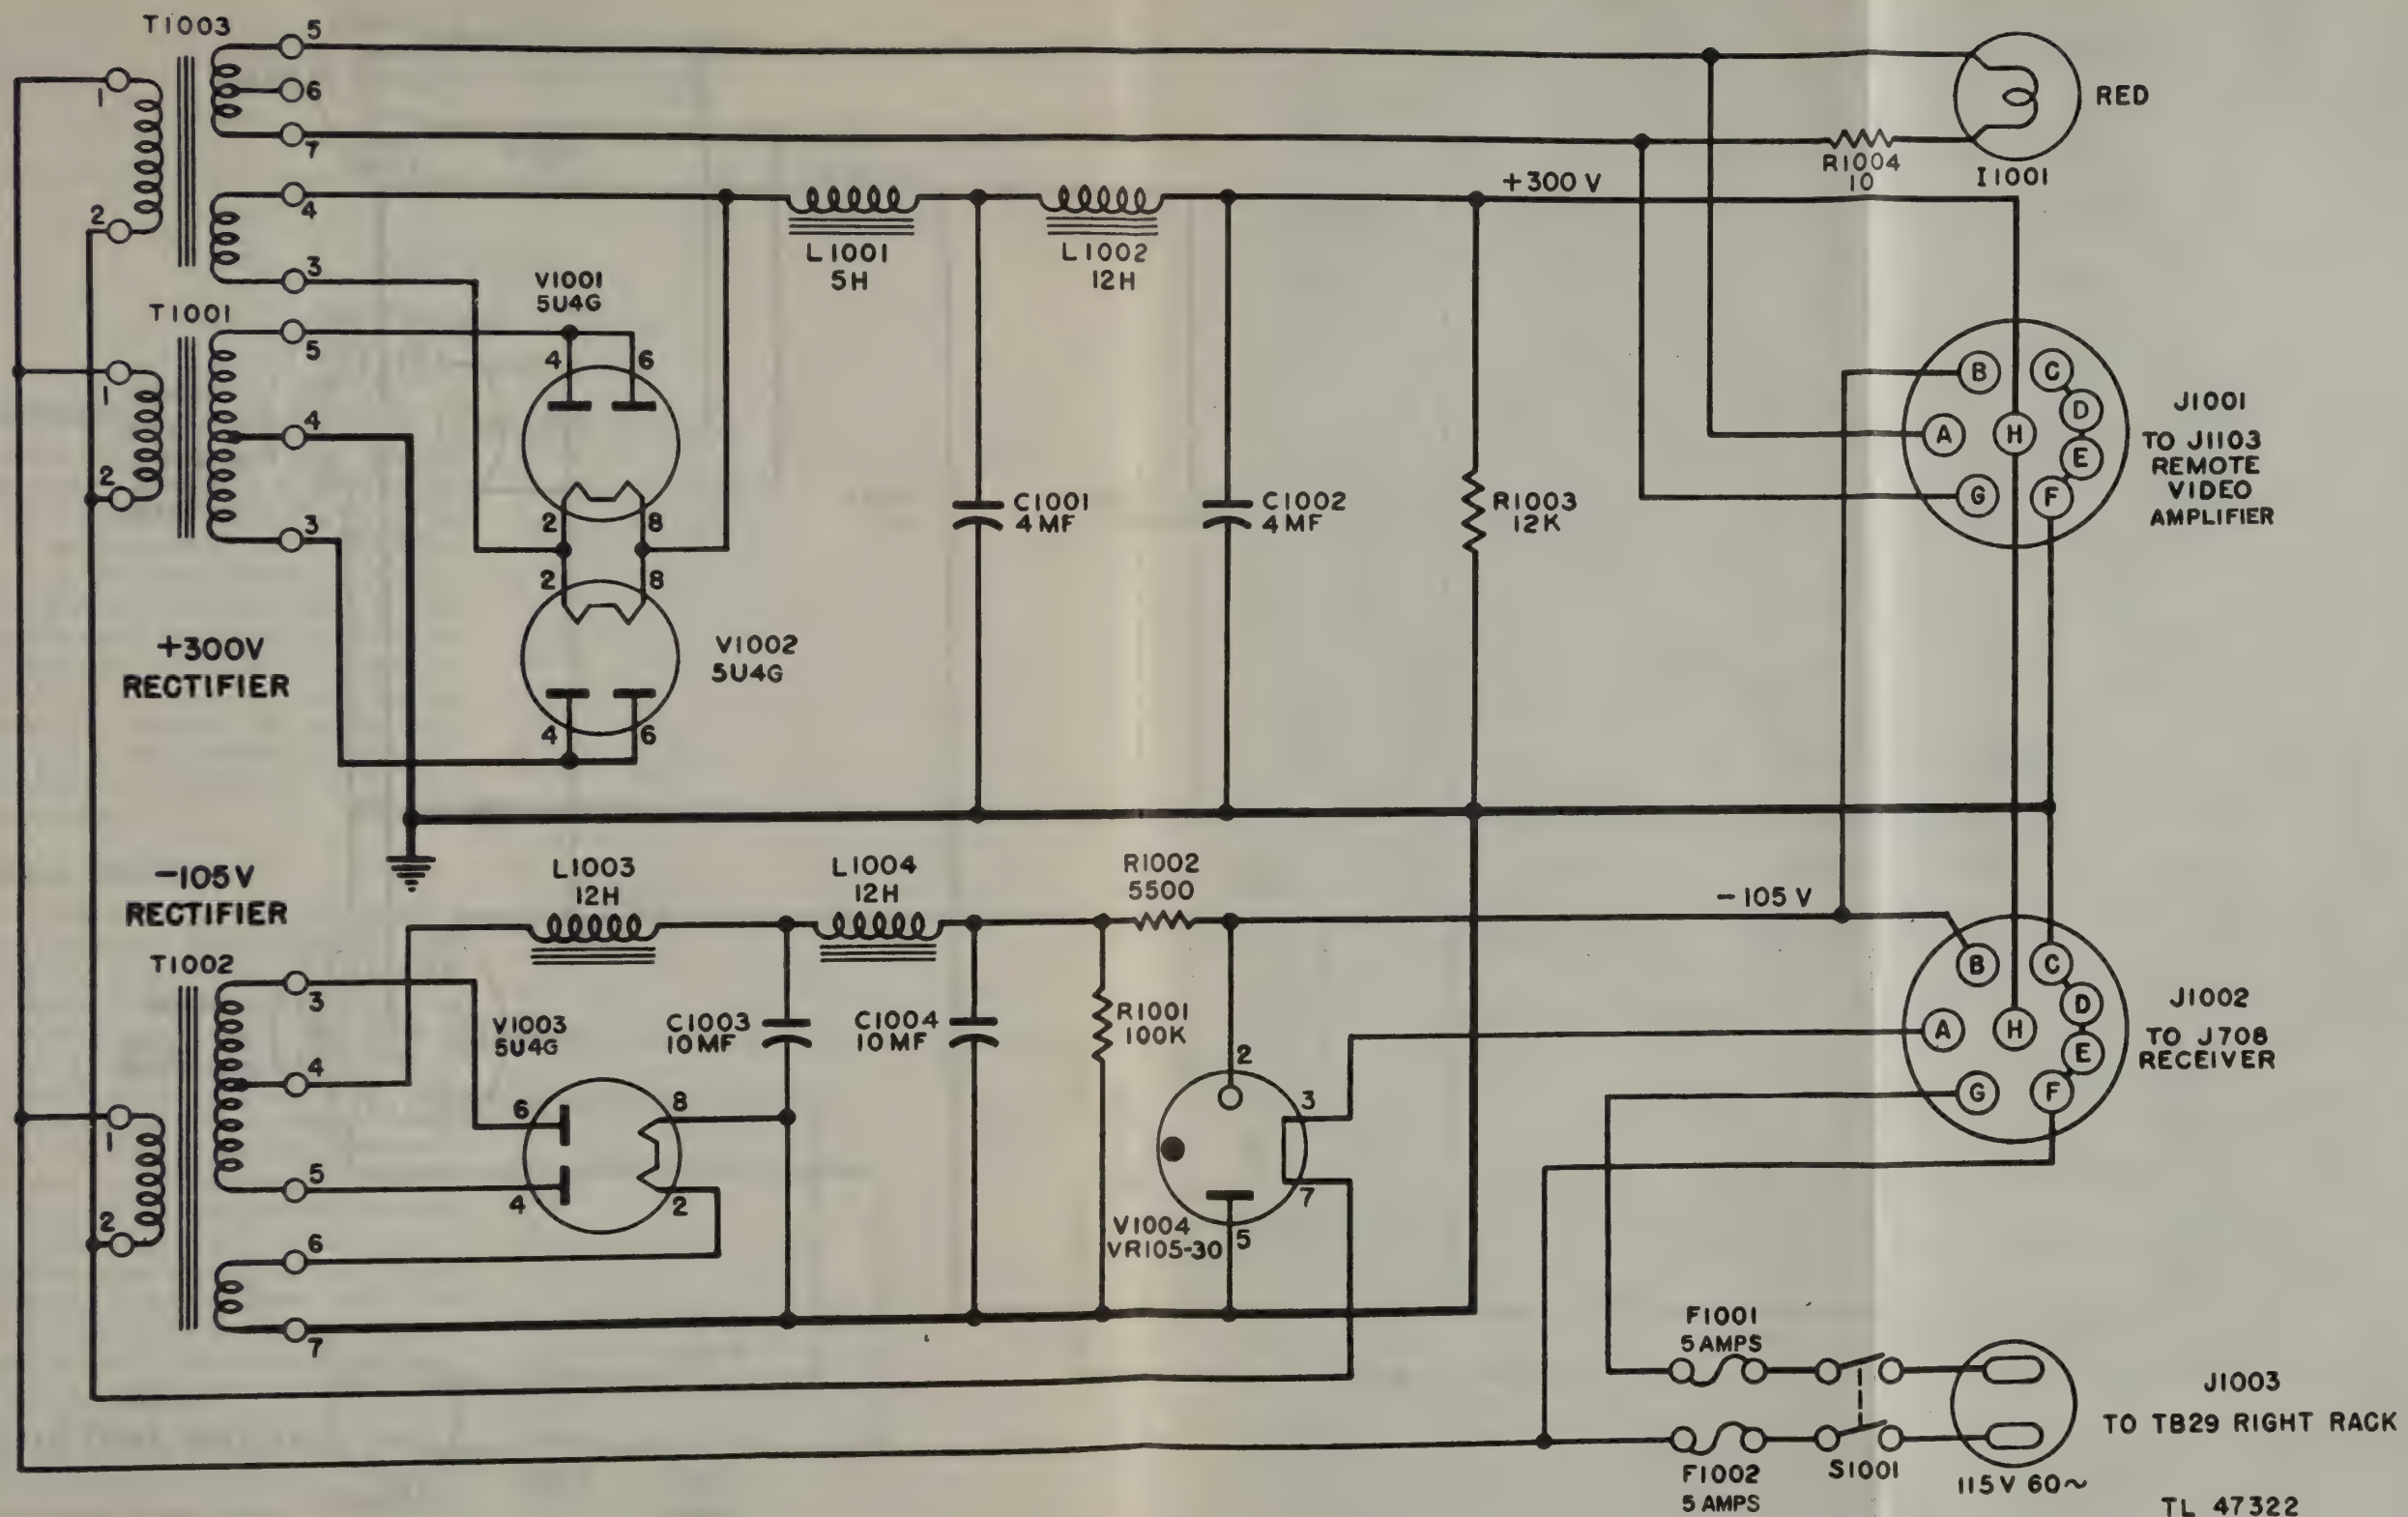 T1003
5
6
7
4
3
1
2
RED
R1004
10
I1001
+300 V
L1001
5H
L1002
12H
V1001
5U4G
4
6
2
8
T1001
5
4
3
1
2
C1001
4 MF
C1002
4 MF
R1003
12K
B
C
A
H
D
E
G
F
J1001
TO J1103
REMOTE
VIDEO
AMPLIFIER
2
8
V1002
5U4G
4
6
+300V
RECTIFIER
-105V
RECTIFIER
L1003
12H
L1004
12H
R1002
5500
-105 V
T1002
3
4
5
6
7
1
2
V1003
5U4G
6
4
8
2
C1003
10 MF
C1004
10 MF
R1001
100K
2
3
7
5
V1004
VR105-30
B
C
A
H
D
E
G
F
J1002
TO J708
RECEIVER
F1001
5 AMPS
F1002
5 AMPS
S1001
115 V 60~
J1003
TO TB29 RIGHT RACK
TL 47322